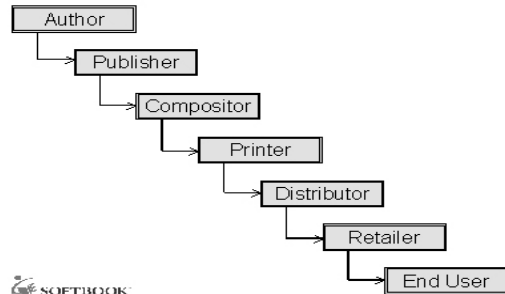 Author
Publisher
Compositor
Printer
Distributor
Retailer
End User
SOFTBOOK